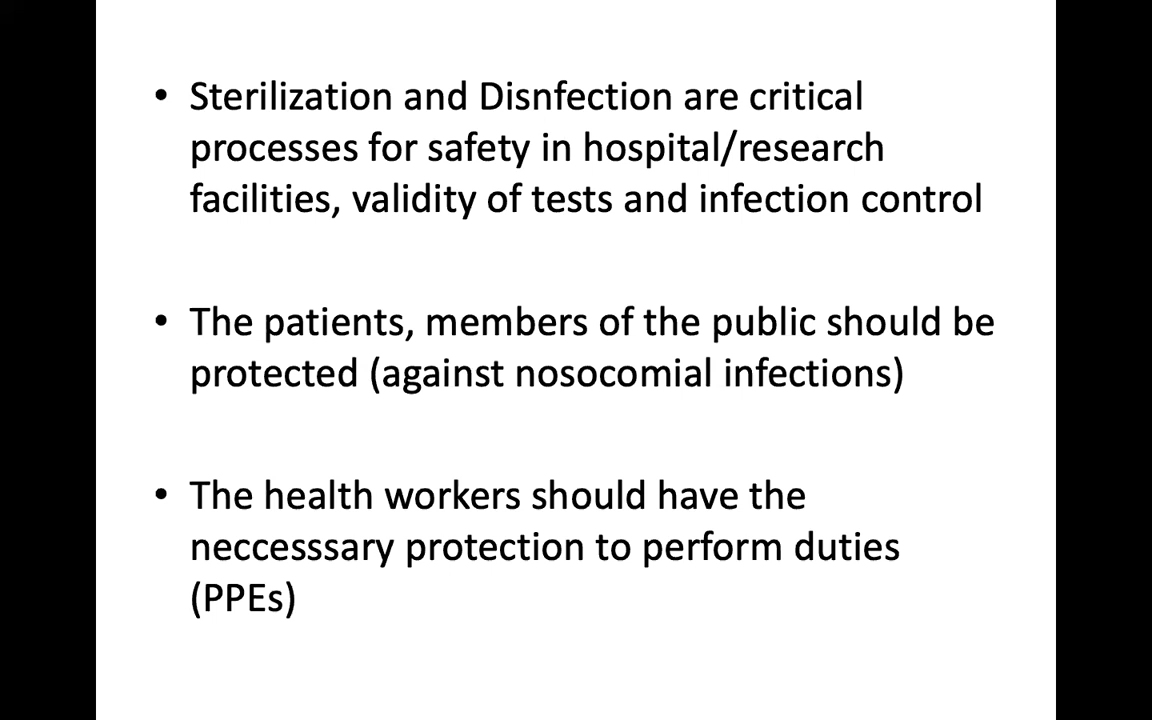 • Sterilization and Disnfection are critical
processes for safety in hospital/research
facilities, validity of tests and infection control
• The patients, members of the public should be
protected (against nosocomial infections)
• The health workers should have the
neccesssary protection to perform duties
(PPEs)